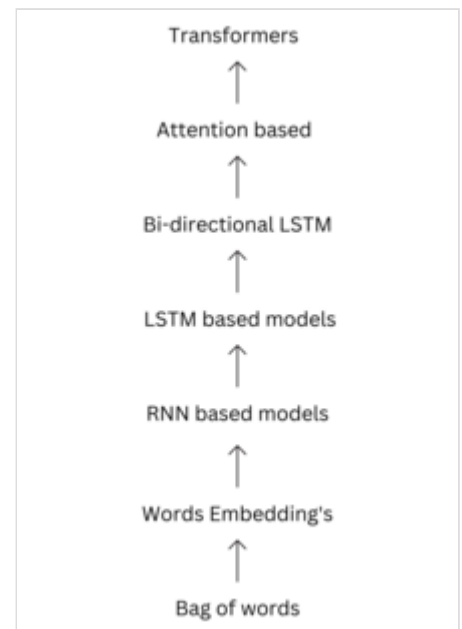 Transformers
Attention based
Bi-directional LSTM
LSTM based models
RNN based models
Words Embedding's
Bag of words